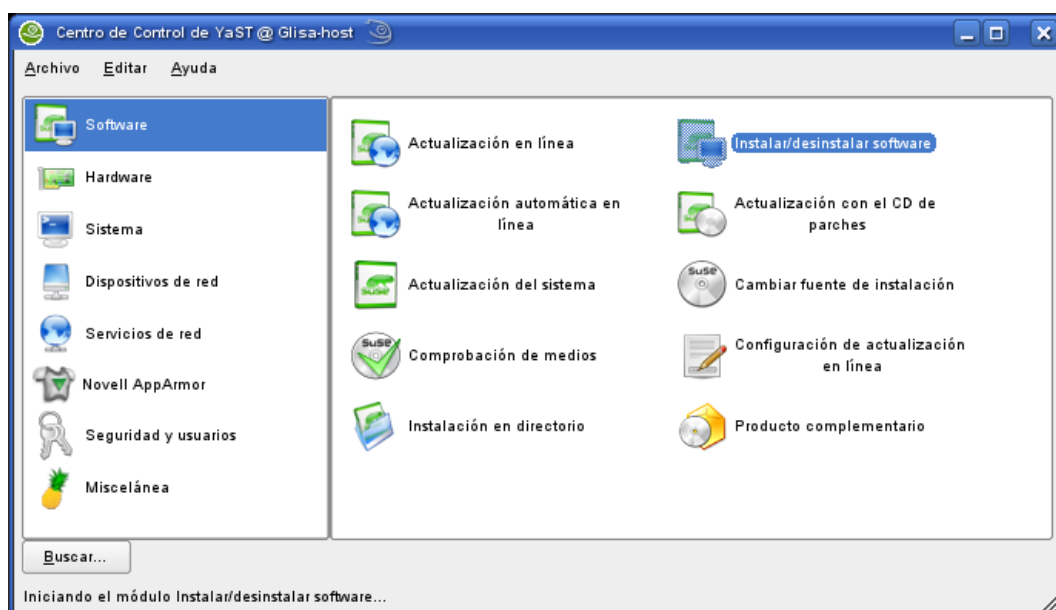 Centro de Control de YaST @ Glisa-host
Archivo Editar Ayuda
Software
Hardware
Sistema
Dispositivos de red
Servicios de red
Novell AppArmor
Seguridad y usuarios
Miscelánea
Actualización en línea
Instalar/desinstalar software
Actualización automática en
línea
Actualización con el CD de
parches
Actualización del sistema
Cambiar fuente de instalación
Comprobación de medios
Configuración de actualización
en línea
Instalación en directorio
Producto complementario
Buscar...
Iniciando el módulo Instalar/desinstalar software...